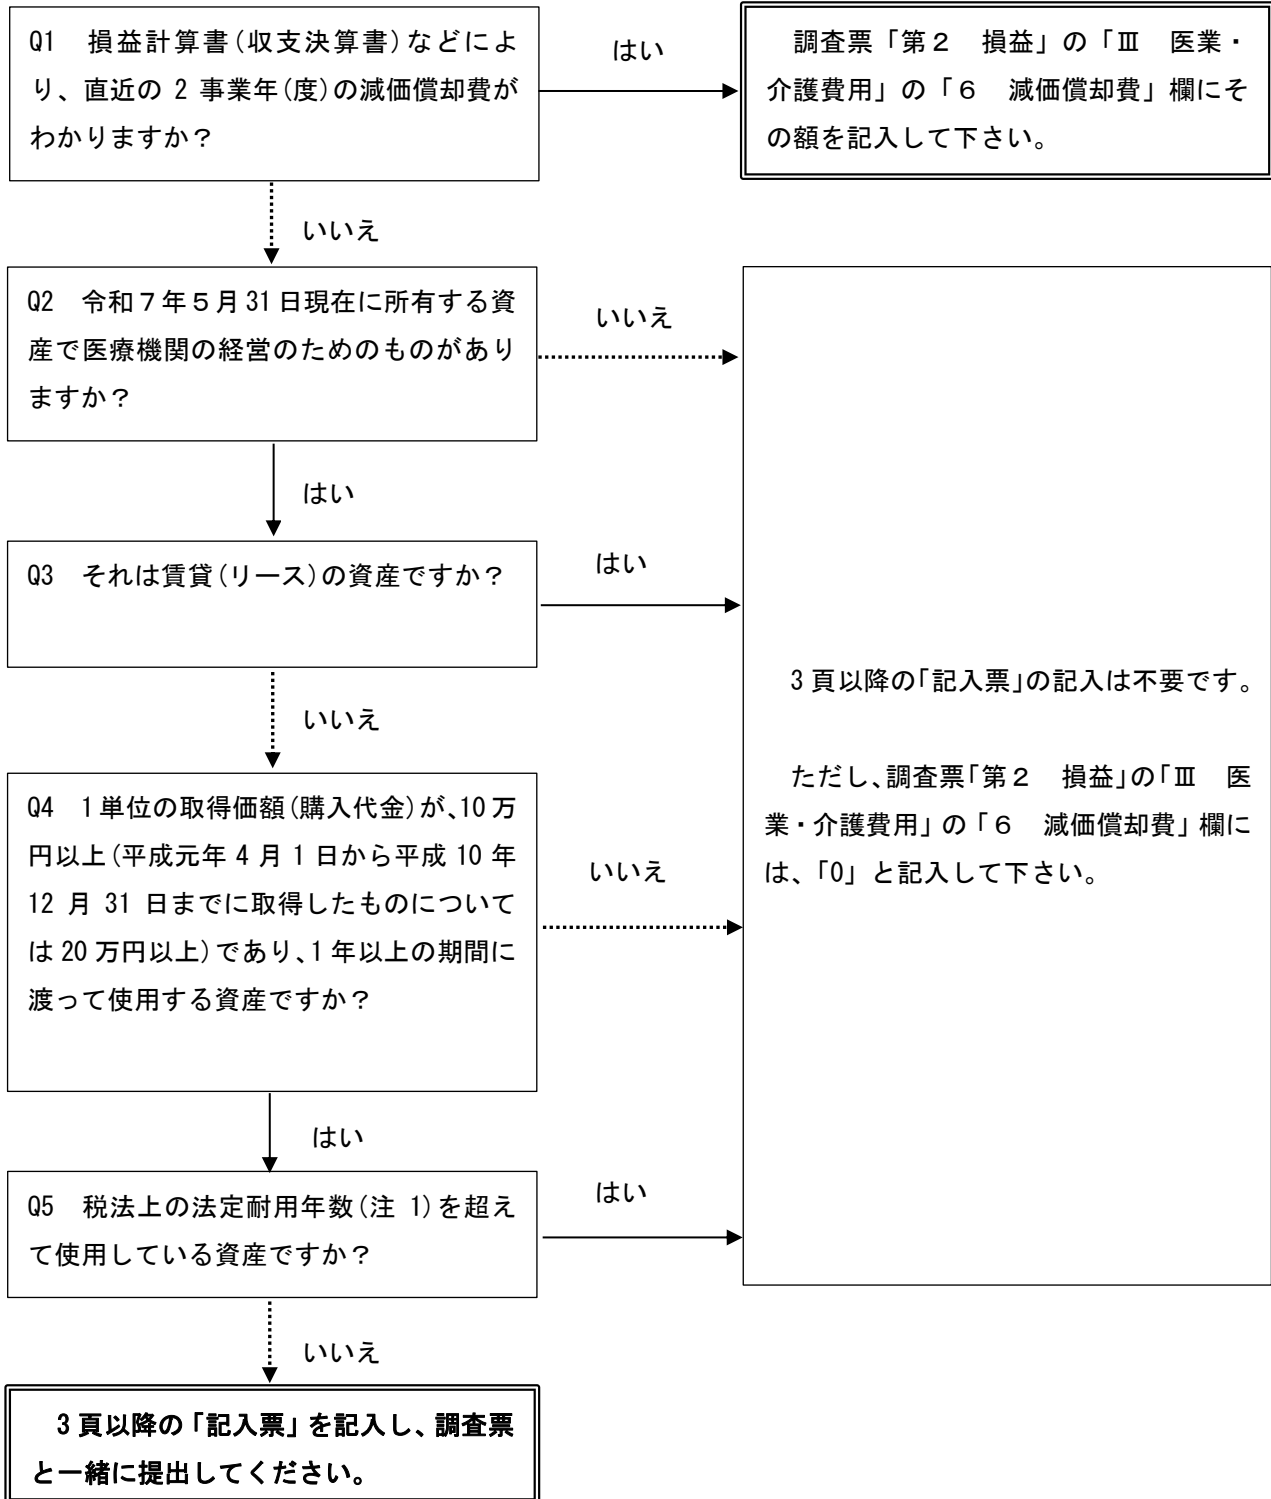 Q1　損益計算書(収支決算書)などによ
り、直近の 2 事業年(度)の減価償却費が
わかりますか？
はい
調査票「第２　損益」の「Ⅲ　医業・
介護費用」の「６　減価償却費」欄にそ
の額を記入して下さい。
いいえ
Q2　令和７年５月 31 日現在に所有する資
産で医療機関の経営のためのものがあり
ますか？
いいえ
はい
Q3　それは賃貸(リース)の資産ですか？
はい
いいえ
3 頁以降の「記入票」の記入は不要です。
ただし、調査票「第２　損益」の「Ⅲ　医
業・介護費用」の「６　減価償却費」欄に
は、「0」と記入して下さい。
Q4　1 単位の取得価額(購入代金)が、10 万
円以上(平成元年 4 月 1 日から平成 10 年
12 月 31 日までに取得したものについて
は 20 万円以上)であり、1 年以上の期間に
渡って使用する資産ですか？
いいえ
はい
Q5　税法上の法定耐用年数(注 1)を超え
て使用している資産ですか？
はい
いいえ
3 頁以降の「記入票」を記入し、調査票
と一緒に提出してください。